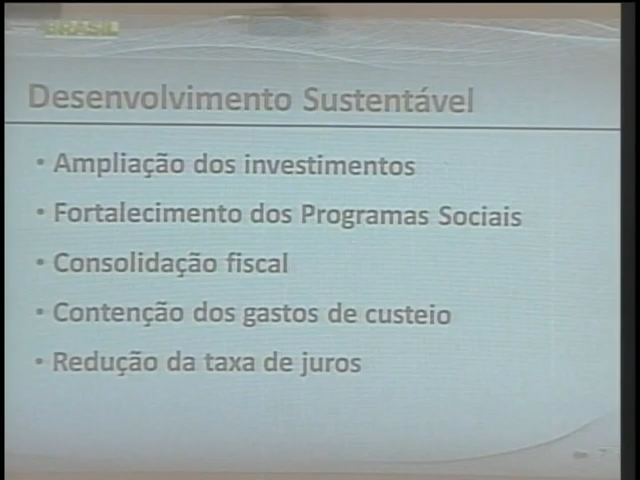 BRASIL
Desenvolvimento Sustentável
• Ampliação dos investimentos
• Fortalecimento dos Programas Sociais
• Consolidação fiscal
• Contenção dos gastos de custeio
• Redução da taxa de juros